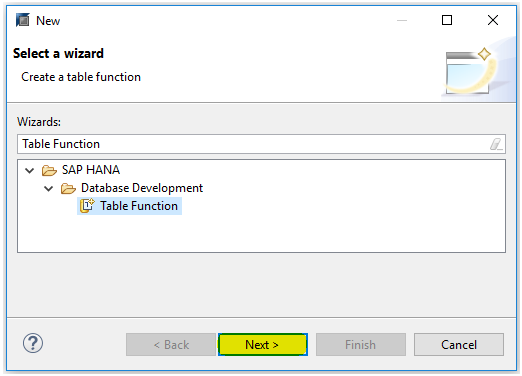 New
Select a wizard
Create a table function
Wizards:
Table Function
SAP HANA
Database Development
Table Function
? < Back Next > Finish Cancel